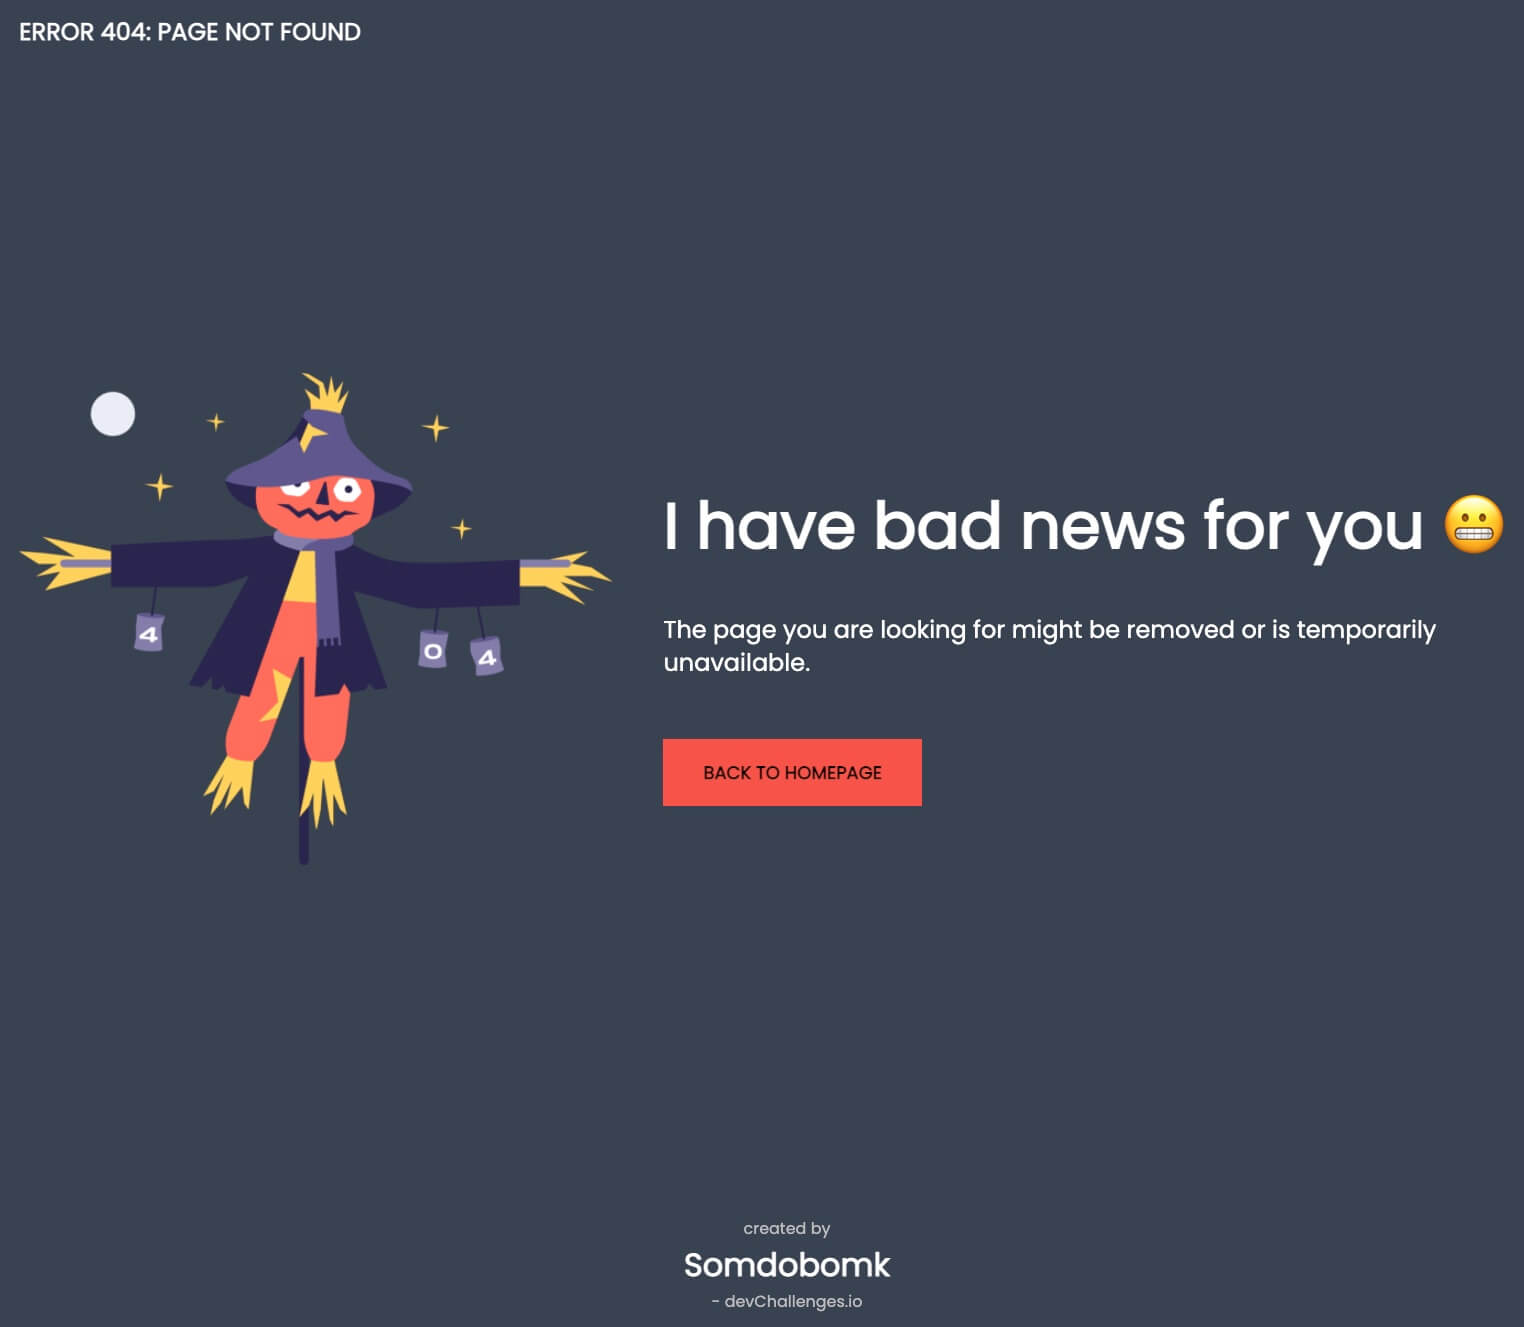 ERROR 404: PAGE NOT FOUND
4
0
4
I have bad news for you 😬
The page you are looking for might be removed or is temporarily
unavailable.
BACK TO HOMEPAGE
created by
Somdobomk
- devChallenges.io